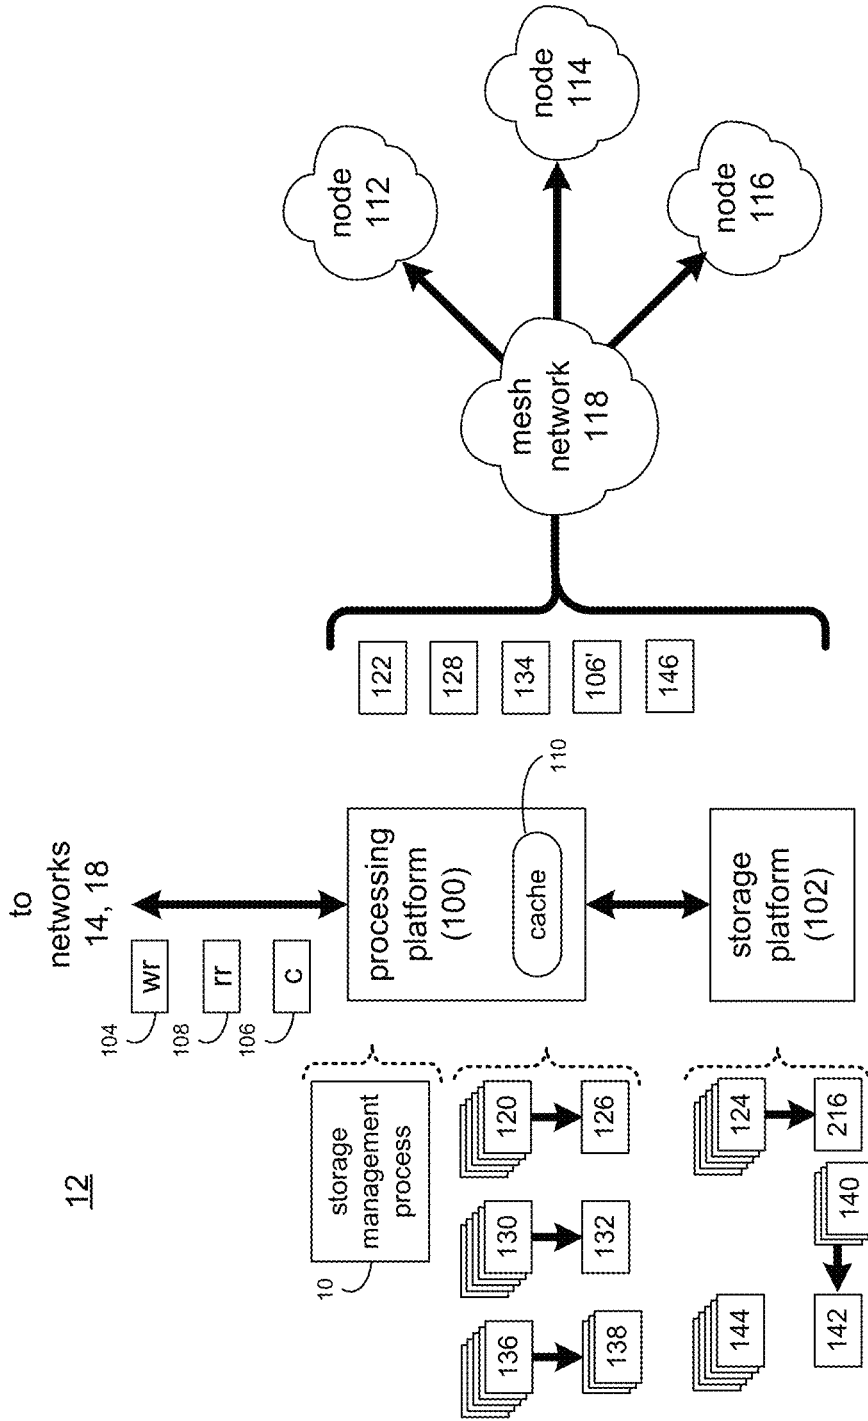 12
to
networks
14, 18
104
wr
108
rr
106
c
10
storage
management
process
processing
platform
(100)
cache
110
storage
platform
(102)
136
138
130
132
120
126
144
124
216
140
142
122
128
134
106'
146
mesh
network
118
node
112
node
114
node
116